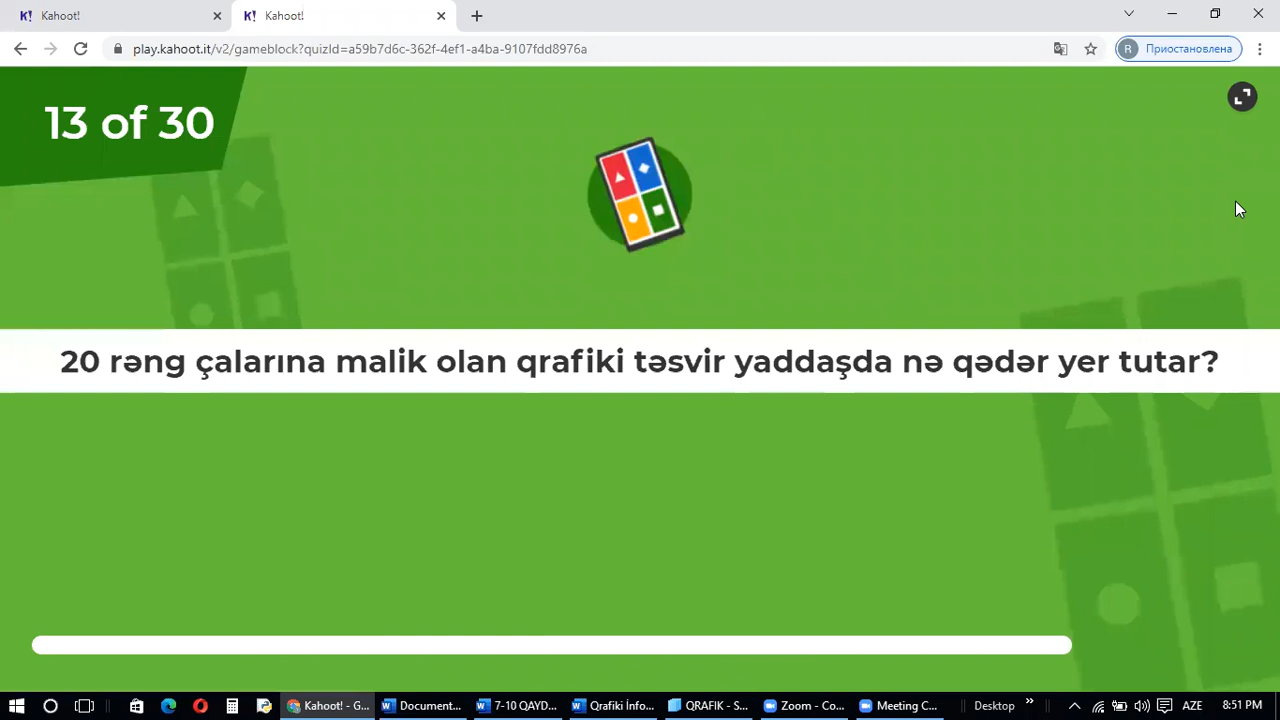 K! Kahoot!
K! Kahoot!
play.kahoot.it/v2/gameblock?quizId=a59b7d6c-362f-4ef1-a4ba-9107fdd8976a
R Приостановлена
13 of 30
20 rəng çalarına malik olan qrafiki təsvir yaddaşda nə qədər yer tutar?
Kahoot! - G... Document... 7-10 QAYD... Qrafiki İnfo... QRAFIK - S... Zoom - Co... Meeting C... Desktop » AZE 8:51 PM